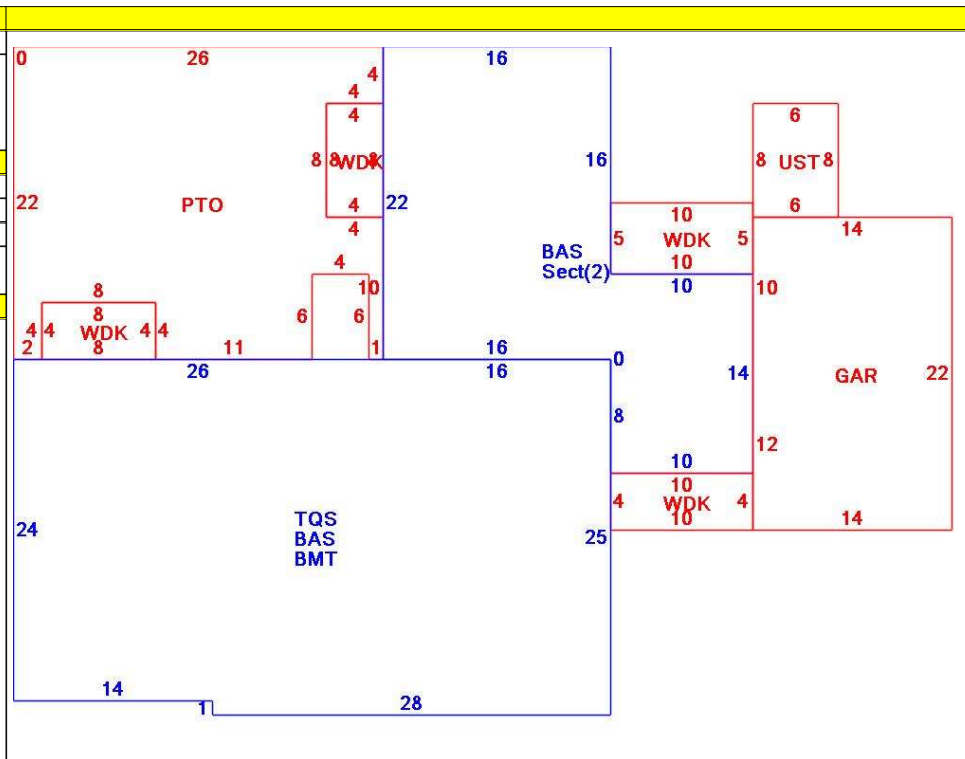 0 26 16
4
4
4 6
8 8 WDK 8 16 8 UST 8
22 PTO 22 4 10 6
4 14
BAS 5 WDK 5
Sect(2) 10
4 10 10 10
8 6 6
8
4 4 WDK 4 4
2 8 11 1 16 0
26 16 14 GAR 22
8
12
10
10
4 WDK 4
24 TQS 25 10 14
BAS
BMT
14 28
1